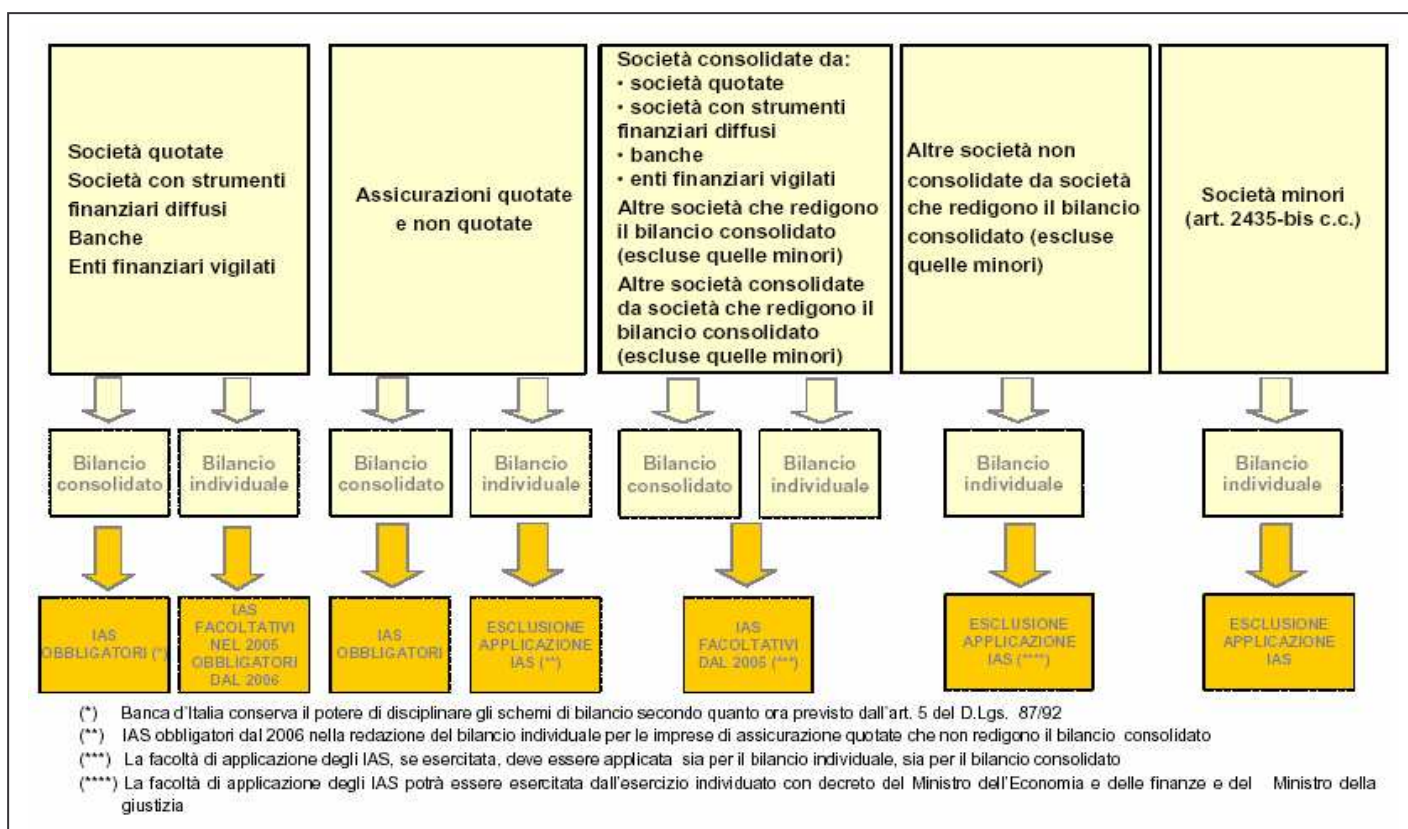 Società quotate
Società con strumenti
finanziari diffusi
Banche
Enti finanziari vigilati
Assicurazioni quotate
e non quotate
Società consolidate da:
• società quotate
• società con strumenti
finanziari diffusi
• banche
• enti finanziari vigilati
Altre società che redigono
il bilancio consolidato
(escluse quelle minori)
Altre società consolidate
da società che redigono il
bilancio consolidato
(escluse quelle minori)
Altre società non
consolidate da società
che redigono il bilancio
consolidato (escluse
quelle minori)
Società minori
(art. 2435-bis c.c.)
Bilancio
consolidato
Bilancio
individuale
Bilancio
consolidato
Bilancio
individuale
Bilancio
consolidato
Bilancio
individuale
Bilancio
individuale
Bilancio
individuale
IAS
OBBLIGATORI (*)
IAS
FACOLTATIVI
NEL 2005
OBBLIGATORI
DAL 2006
IAS
OBBLIGATORI
ESCLUSIONE
APPLICAZIONE
IAS (**)
IAS
FACOLTATIVI
DAL 2005 (***)
ESCLUSIONE
APPLICAZIONE
IAS (****)
ESCLUSIONE
APPLICAZIONE
IAS
(*) Banca d'Italia conserva il potere di disciplinare gli schemi di bilancio secondo quanto ora previsto dall'art. 5 del D.Lgs. 87/92
(**) IAS obbligatori dal 2006 nella redazione del bilancio individuale per le imprese di assicurazione quotate che non redigono il bilancio consolidato
(***) La facoltà di applicazione degli IAS, se esercitata, deve essere applicata sia per il bilancio individuale, sia per il bilancio consolidato
(****) La facoltà di applicazione degli IAS potrà essere esercitata dall'esercizio individuato con decreto del Ministro dell'Economia e delle finanze e del Ministro della
giustizia